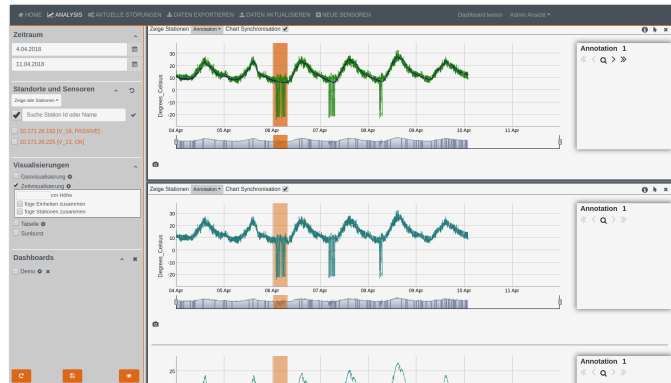 HOME ANALYSIS AKTUELLE STÖRUNGEN DATEN EXPORTIEREN DATEN AKTUALISIEREN NEUE SENSOREN Dashboard leeren Admin Ansicht
Zeitraum
4.04.2018
11.04.2018
Standorte und Sensoren
Zeige alle Stationen
Suche Station Id oder Name
10.171.26.193 [V_16, PASSIVE]
10.171.26.225 [V_13, OK]
Visualisierungen
Geovisualisierung
Zeitvisualisierung
cm Höhe
füge Einheiten zusammen
füge Stationen zusammen
Tabelle
Sunburst
Dashboards
Demo
Zeige Stationen Annotation Chart Synchronisation
Degrees_Celsius
30
20
10
0
-10
-20
04 Apr 05 Apr 06 Apr 07 Apr 08 Apr 09 Apr 10 Apr 11 Apr
Annotation 1
Zeige Stationen Annotation Chart Synchronisation
Degrees_Celsius
30
20
10
0
-10
-20
04 Apr 05 Apr 06 Apr 07 Apr 08 Apr 09 Apr 10 Apr 11 Apr
Annotation 1
25
Annotation 1